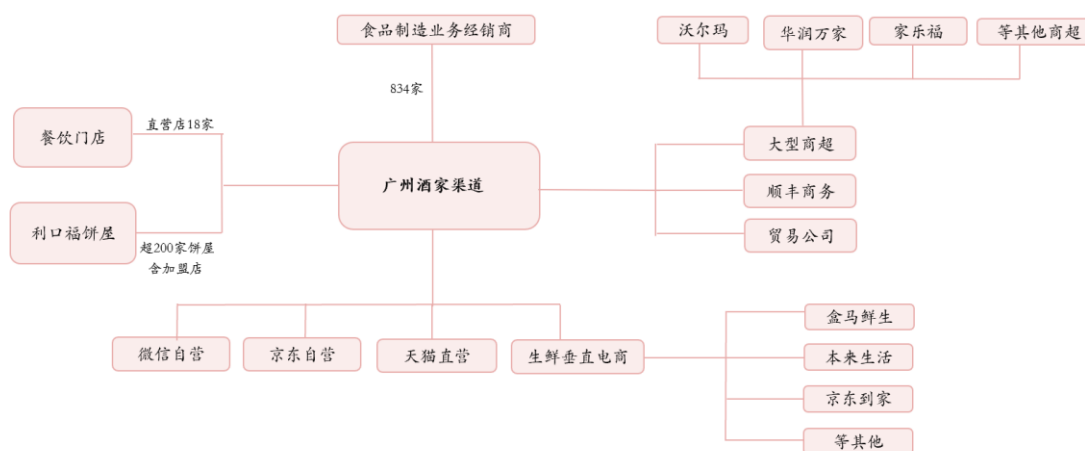 食品制造业务经销商
沃尔玛
华润万家
家乐福
等其他商超
834家
餐饮门店
直营店18家
大型商超
广州酒家渠道
顺丰商务
利口福饼屋
贸易公司
超200家饼屋
含加盟店
盒马鲜生
微信自营
京东自营
天猫直营
生鲜垂直电商
本来生活
京东到家
等其他